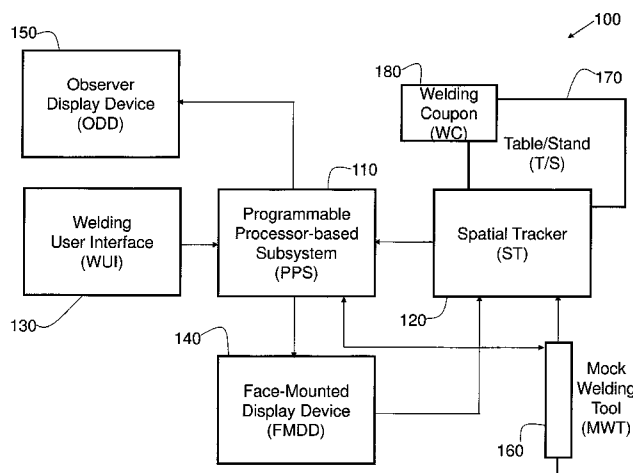 100
150
Observer
Display Device
(ODD)
180
Welding
Coupon
(WC)
170
Table/Stand
(T/S)
110
Welding
User Interface
(WUI)
130
Programmable
Processor-based
Subsystem
(PPS)
Spatial Tracker
(ST)
120
140
Face-Mounted
Display Device
(FMDD)
Mock
Welding
Tool
(MWT)
160